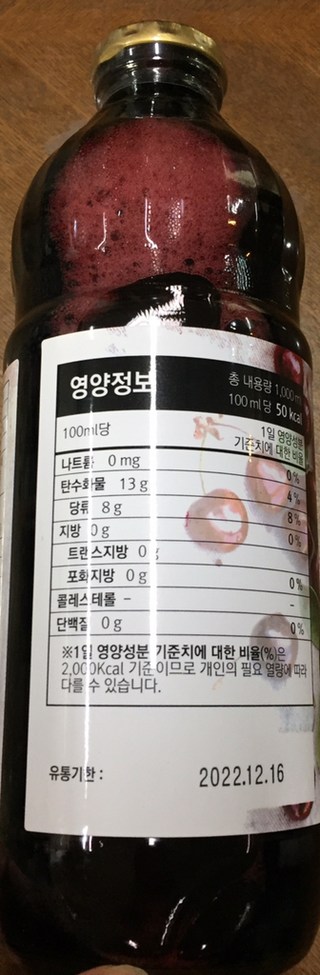 영양정보
총 내용량 1,000m
100 ml당 50 kcal
100ml당
1일 영양성분
기준치에 대한 비율
나트륨 0 mg 0%
탄수화물 13 g 4%
당류 8 g 8%
지방 0 g 0%
트랜스지방 0 g
포화지방 0 g 0%
콜레스테롤 - -
단백질 0 g 0%
※1일 영양성분 기준치에 대한 비율(%)은
2,000Kcal 기준이므로 개인의 필요 열량에 따라
다를 수 있습니다.
유통기한 : 2022.12.16